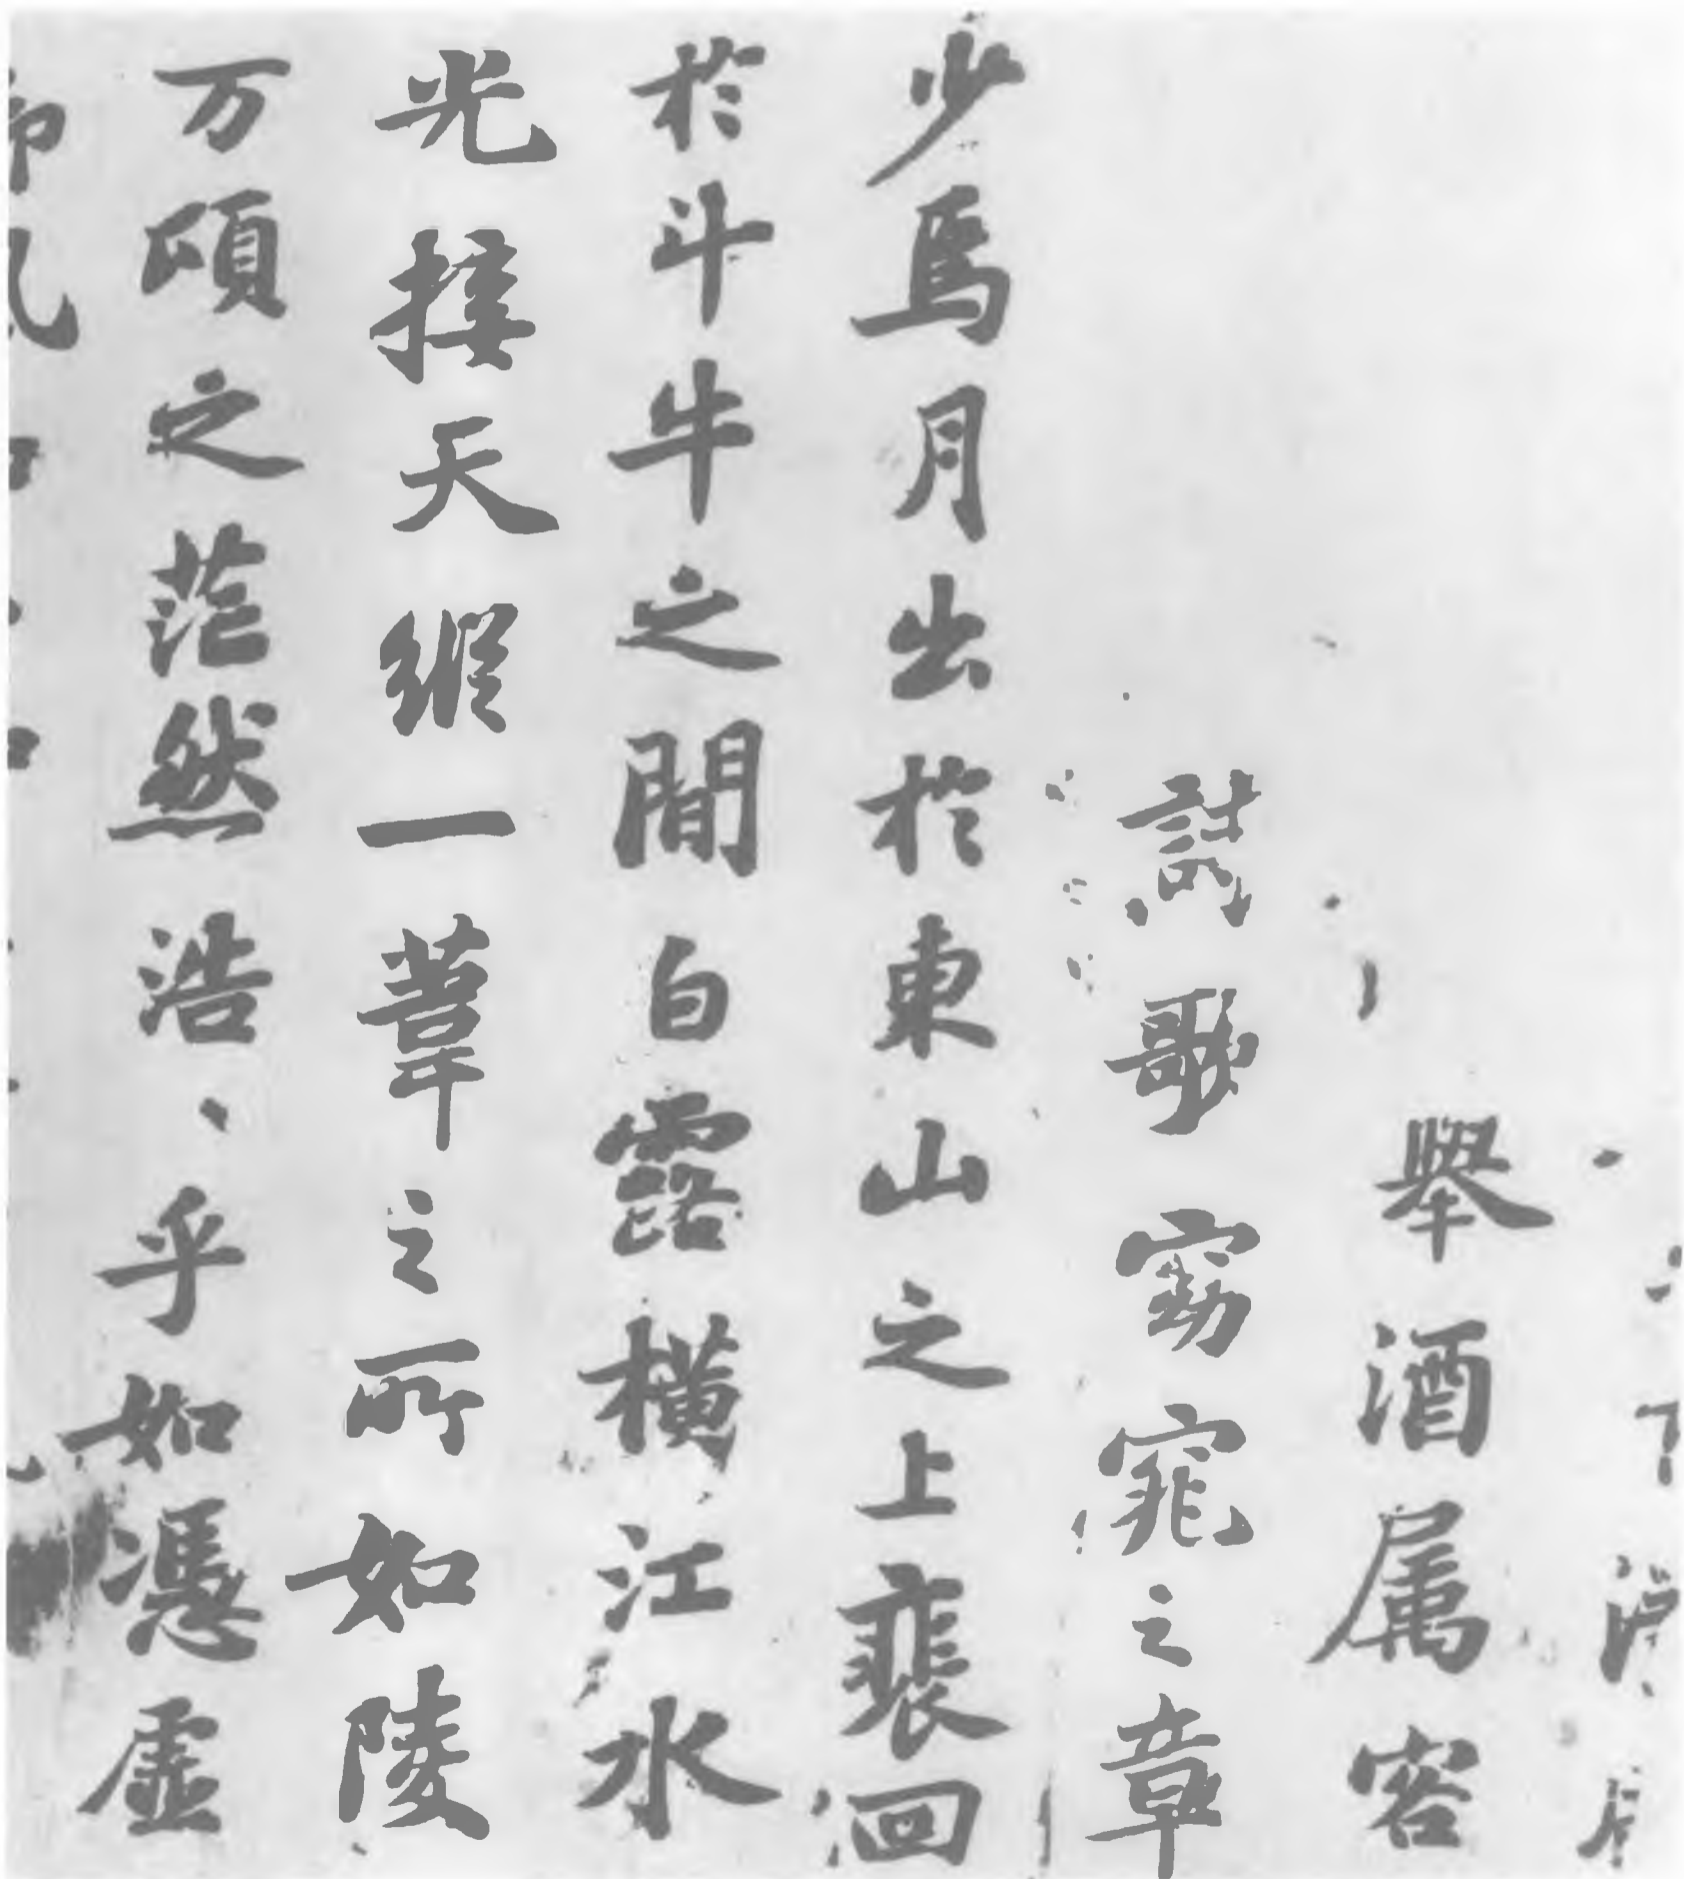 舉酒属客
詩歌窈窕之章
少焉月出於東山之上裴回
於斗牛之間白露橫江水
光接天縱一葦之所如陵
万頃之茫然浩、乎如憑虛